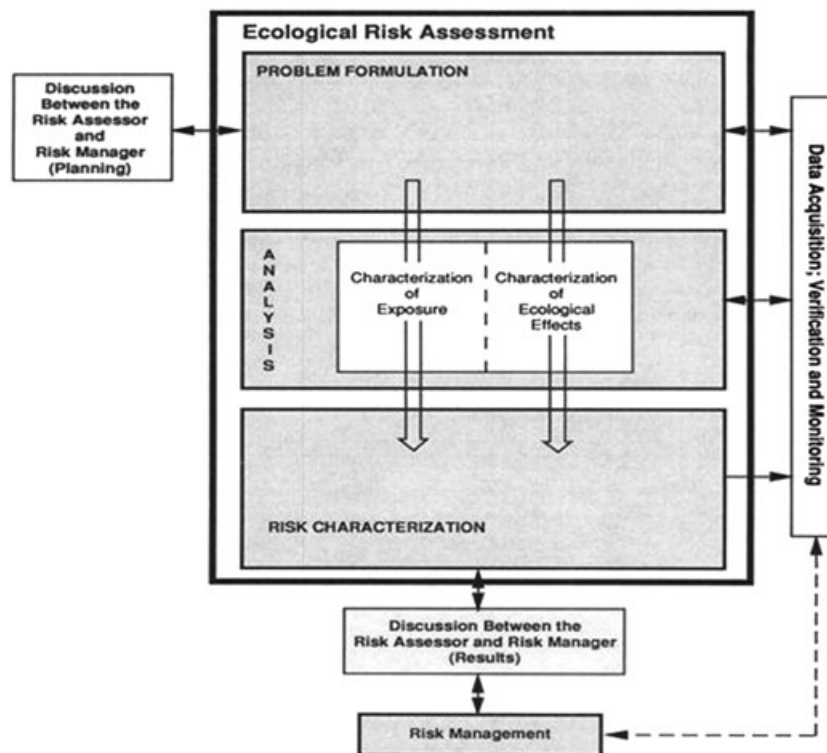 Ecological Risk Assessment
PROBLEM FORMULATION
Discussion
Between the
Risk Assessor
and
Risk Manager
(Planning)
ANALYSIS
Characterization
of
Exposure
Characterization
of
Ecological
Effects
Data Acquisition; Verification and Monitoring
RISK CHARACTERIZATION
Discussion Between the
Risk Assessor and Risk Manager
(Results)
Risk Management